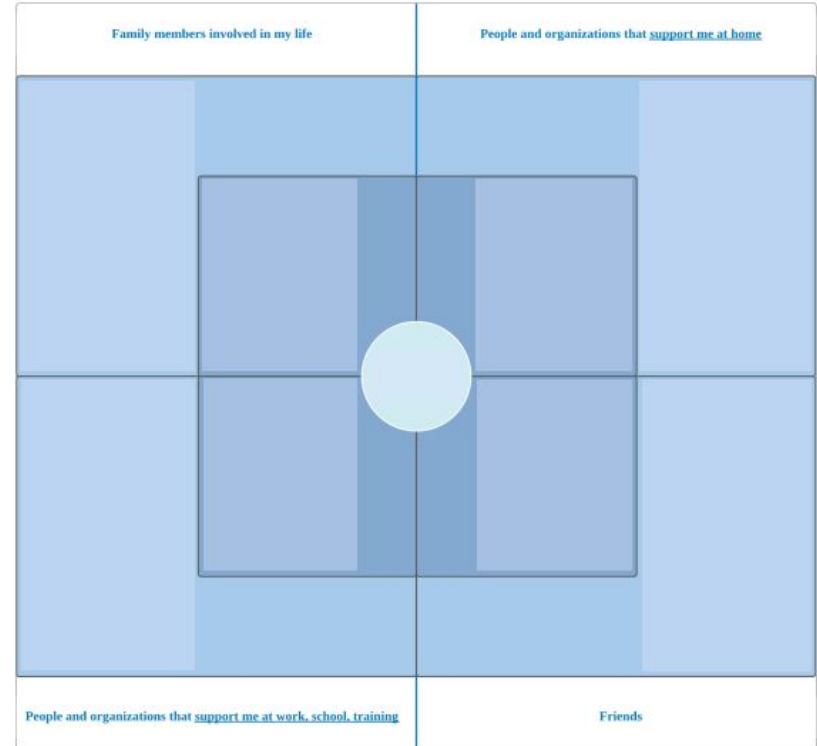 Family members involved in my life
People and organizations that support me at home
People and organizations that support me at work, school, training
Friends